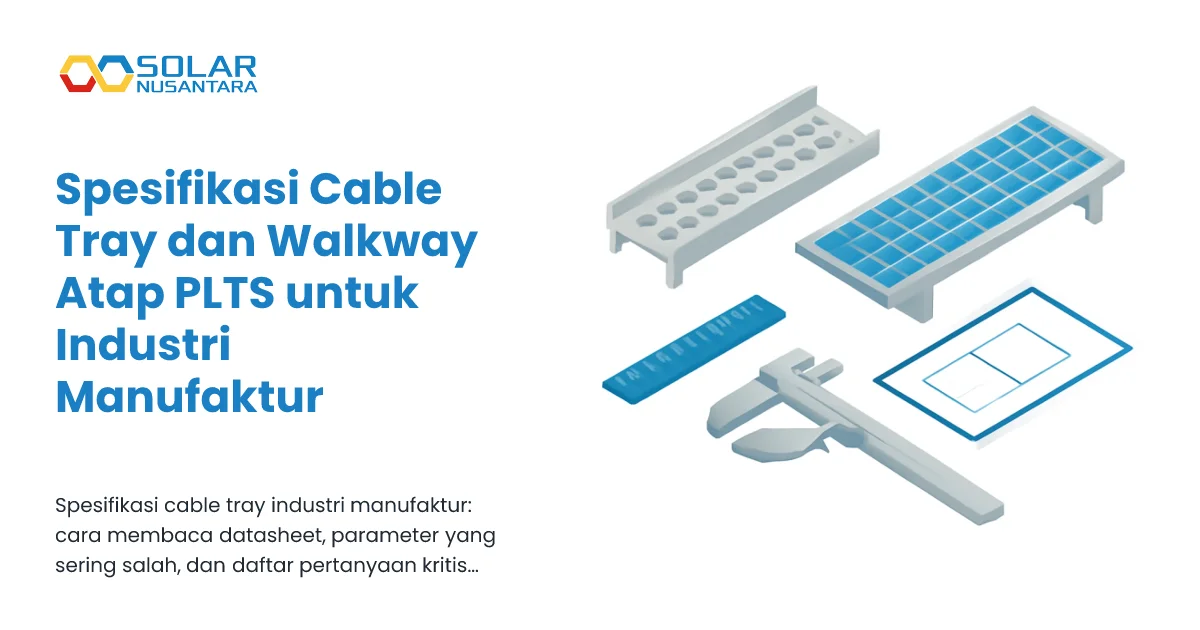 SOLAR
NUSANTARA
Spesifikasi Cable
Tray dan Walkway
Atap PLTS untuk
Industri
Manufaktur
Spesifikasi cable tray industri manufaktur:
cara membaca datasheet, parameter yang
sering salah, dan daftar pertanyaan kritis...